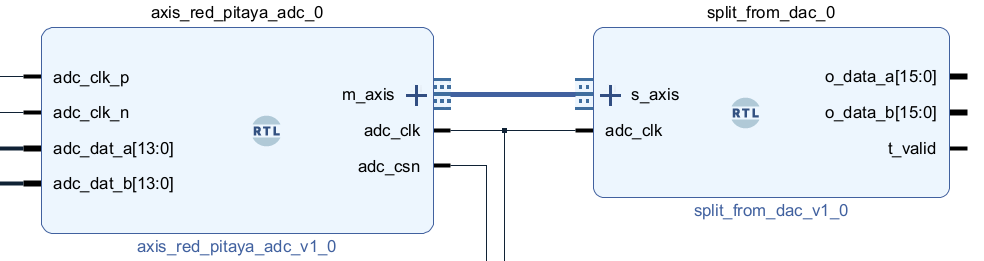 axis_red_pitaya_adc_0
adc_clk_p
adc_clk_n
adc_dat_a[13:0]
adc_dat_b[13:0]
RTL
m_axis
adc_clk
adc_csn
axis_red_pitaya_adc_v1_0
split_from_dac_0
s_axis
adc_clk
RTL
o_data_a[15:0]
o_data_b[15:0]
t_valid
split_from_dac_v1_0